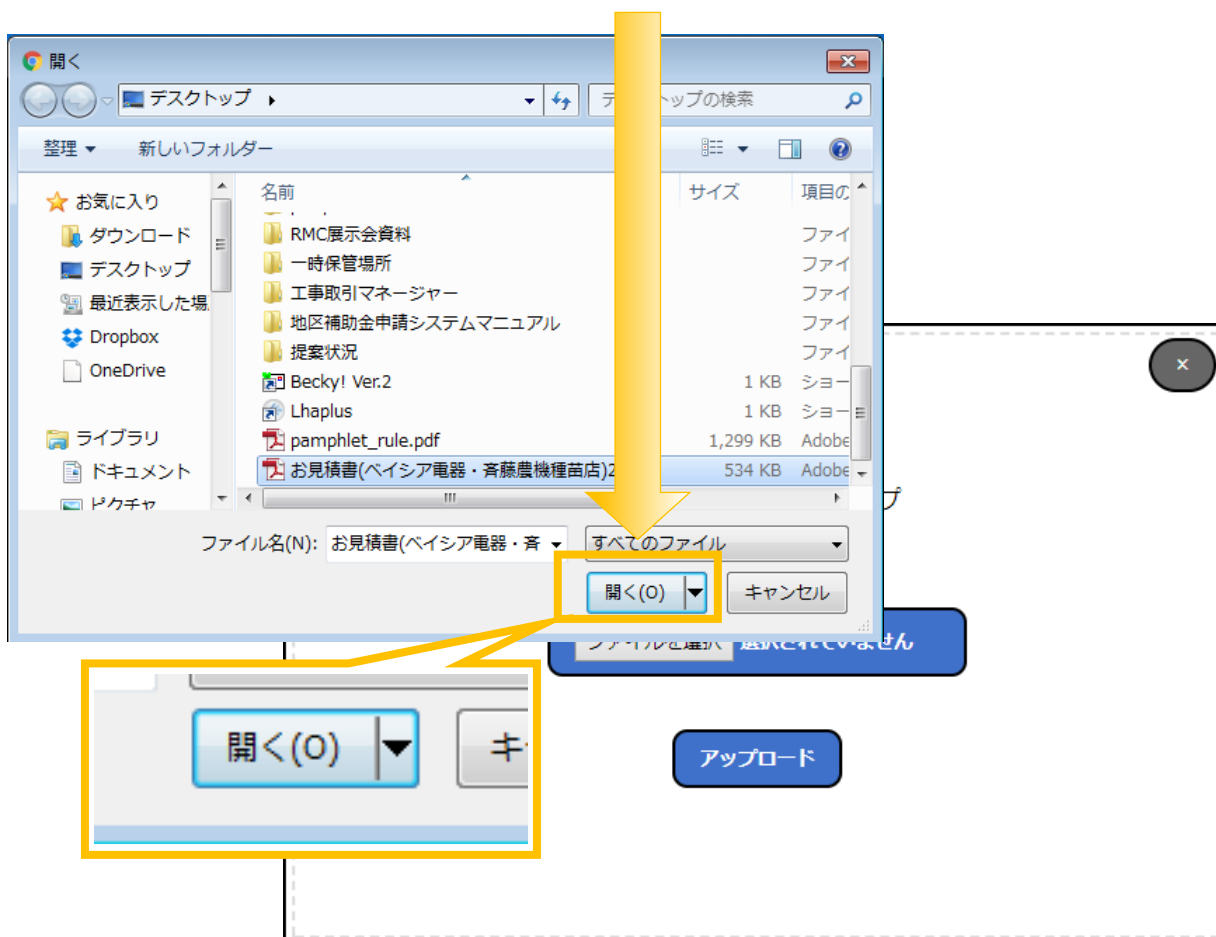 開く
デスクトップ
ップの検索
整理 新しいフォルダー
名前 サイズ 項目の
お気に入り
ダウンロード
デスクトップ
最近表示した場
Dropbox
OneDrive
ライブラリ
ドキュメント
ピクチャ
RMC展示会資料 ファイ
一時保管場所 ファイ
工事取引マネージャー ファイ
地区補助金申請システムマニュアル ファイ
提案状況 ファイ
Becky! Ver.2 1 KB ショー
Lhaplus 1 KB ショー
pamphlet_rule.pdf 1,299 KB Adobe
お見積書(ベイシア電器・斉藤農機種苗店)2 534 KB Adobe
プ
ファイル名(N): お見積書(ベイシア電器・斉 すべてのファイル
開く(O) キャンセル
ファイルを選択 選択されていません
開く(O) キ
アップロード
×